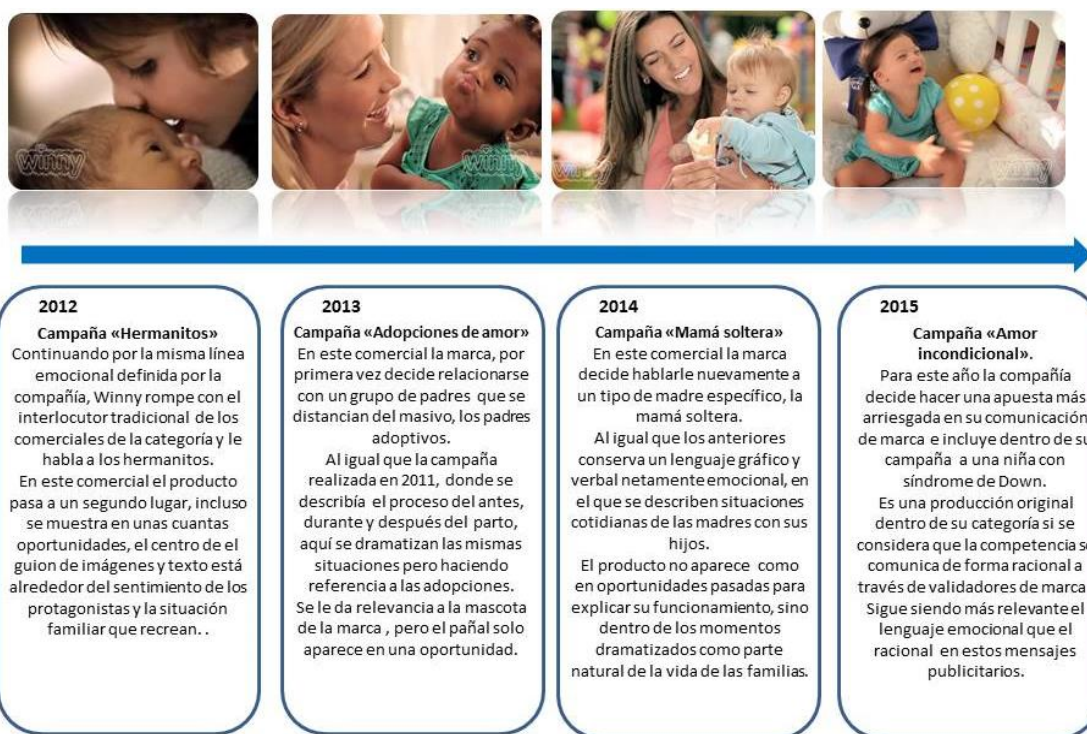 winny
winny
winny
winny
2012
Campaña «Hermanitos»
Continuando por la misma línea
emocional definida por la
compañía, Winny rompe con el
interlocutor tradicional de los
comerciales de la categoría y le
habla a los hermanitos.
En este comercial el producto
pasa a un segundo lugar, incluso
se muestra en unas cuantas
oportunidades, el centro de el
guion de imágenes y texto está
alrededor del sentimiento de los
protagonistas y la situación
familiar que recrean. .
2013
Campaña «Adopciones de amor»
En este comercial la marca, por
primera vez decide relacionarse
con un grupo de padres que se
distancian del masivo, los padres
adoptivos.
Al igual que la campaña
realizada en 2011, donde se
describía el proceso del antes,
durante y después del parto,
aquí se dramatizan las mismas
situaciones pero haciendo
referencia a las adopciones.
Se le da relevancia a la mascota
de la marca , pero el pañal solo
aparece en una oportunidad.
2014
Campaña «Mamá soltera»
En este comercial la marca
decide hablarle nuevamente a
un tipo de madre específico, la
mamá soltera.
Al igual que los anteriores
conserva un lenguaje gráfico y
verbal netamente emocional, en
el que se describen situaciones
cotidianas de las madres con sus
hijos.
El producto no aparece como
en oportunidades pasadas para
explicar su funcionamiento, sino
dentro de los momentos
dramatizados como parte
natural de la vida de las familias.
2015
Campaña «Amor
incondicional».
Para este año la compañía
decide hacer una apuesta más
arriesgada en su comunicación
de marca e incluye dentro de su
campaña a una niña con
síndrome de Down.
Es una producción original
dentro de su categoría si se
considera que la competencia se
comunica de forma racional a
través de validadores de marca.
Sigue siendo más relevante el
lenguaje emocional que el
racional en estos mensajes
publicitarios.